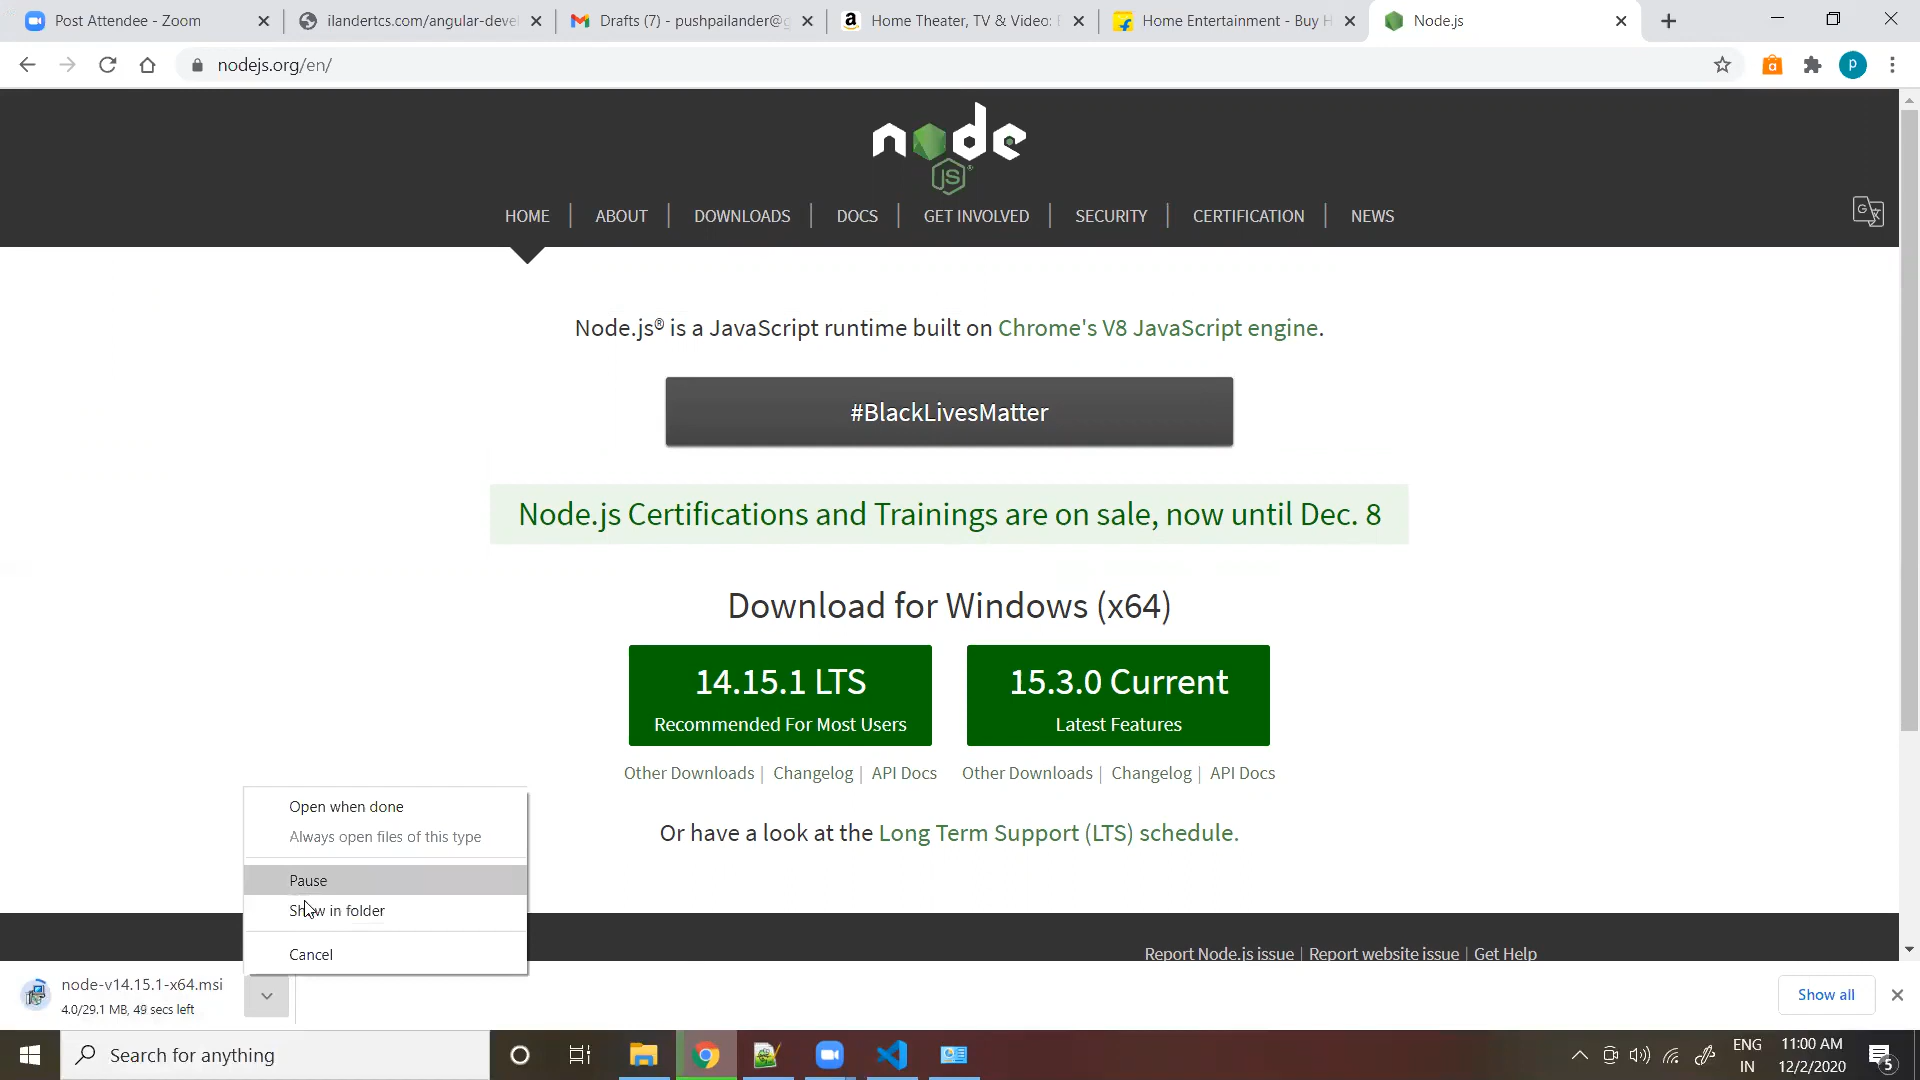 Post Attendee - Zoom
ilandertcs.com/angular-deve
Drafts (7) - pushpailander@g
Home Theater, TV & Video: E
Home Entertainment - Buy H
Node.js
nodejs.org/en/
P
node
JS
HOME | ABOUT | DOWNLOADS | DOCS | GET INVOLVED | SECURITY | CERTIFICATION | NEWS
Node.js® is a JavaScript runtime built on Chrome's V8 JavaScript engine.
#BlackLivesMatter
Node.js Certifications and Trainings are on sale, now until Dec. 8
Download for Windows (x64)
14.15.1 LTS
Recommended For Most Users
15.3.0 Current
Latest Features
Other Downloads | Changelog | API Docs
Other Downloads | Changelog | API Docs
Or have a look at the Long Term Support (LTS) schedule.
Open when done
Always open files of this type
Pause
Show in folder
Cancel
Report Node.js issue | Report website issue | Get Help
node-v14.15.1-x64.msi
4.0/29.1 MB, 49 secs left
Show all
Search for anything
ENG
IN
11:00 AM
12/2/2020
5